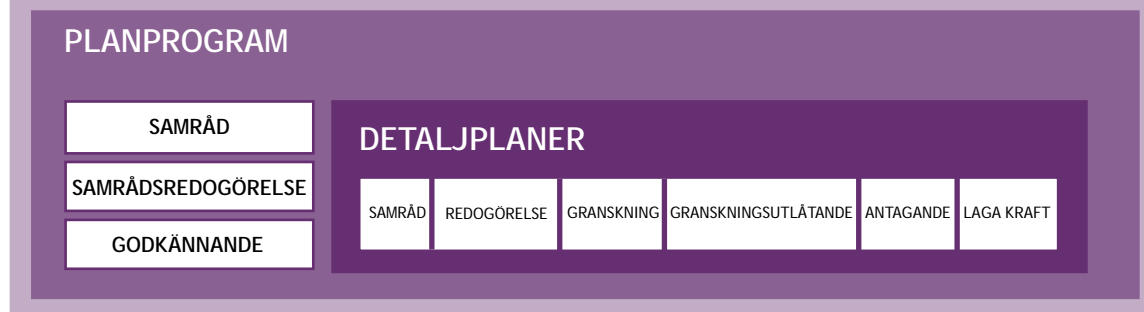 PLANPROGRAM
SAMRÅD
SAMRÅDSREDOGÖRELSE
GODKÄNNANDE
DETALJPLANER
SAMRÅD REDOGÖRELSE GRANSKNING GRANSKNINGSUTLÅTANDE ANTAGANDE LAGA KRAFT